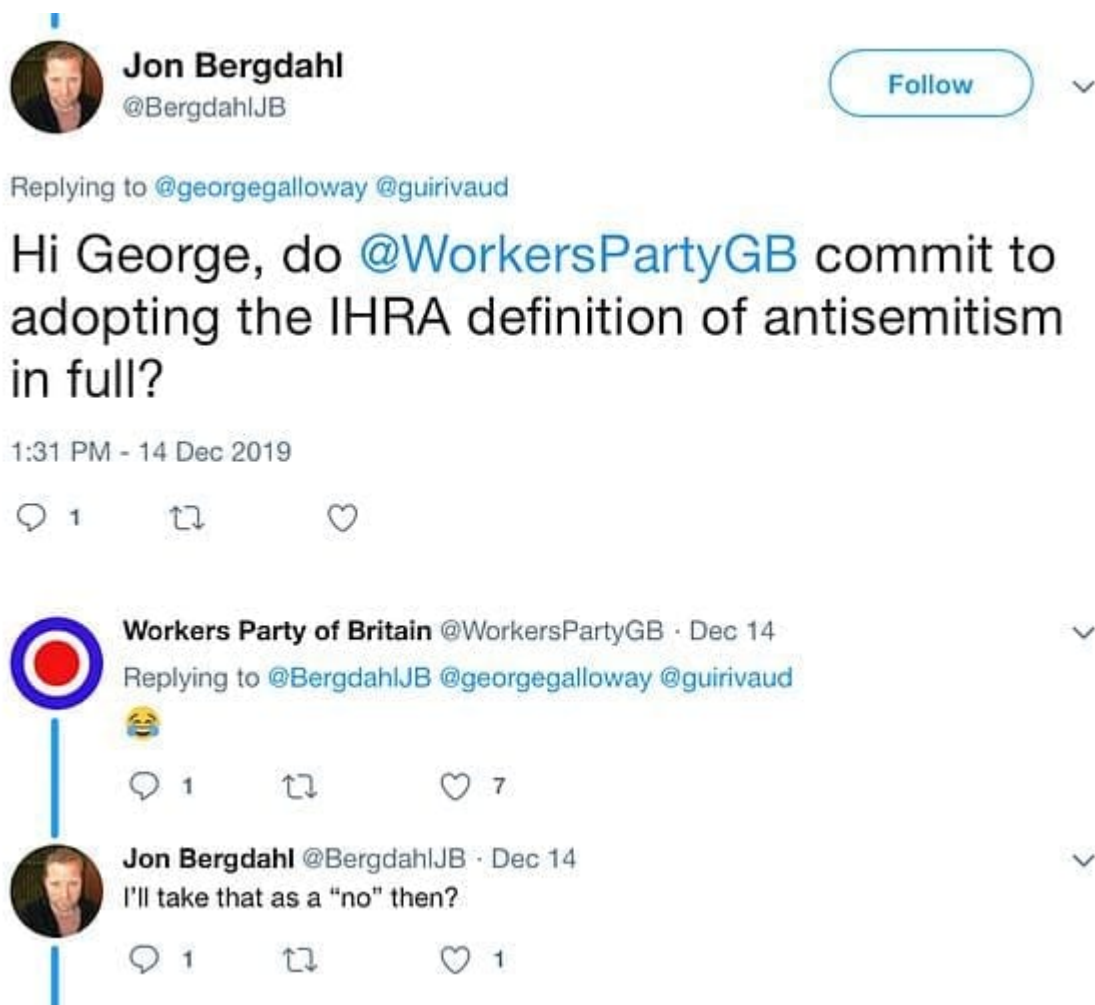 Jon Bergdahl
@BergdahlJB
Follow
Replying to @georgegalloway @guirivaud
Hi George, do @WorkersPartyGB commit to
adopting the IHRA definition of antisemitism
in full?
1:31 PM - 14 Dec 2019
1
Workers Party of Britain @WorkersPartyGB · Dec 14
Replying to @BergdahlJB @georgegalloway @guirivaud
😂
1 7
Jon Bergdahl @BergdahlJB · Dec 14
I'll take that as a “no” then?
1 1